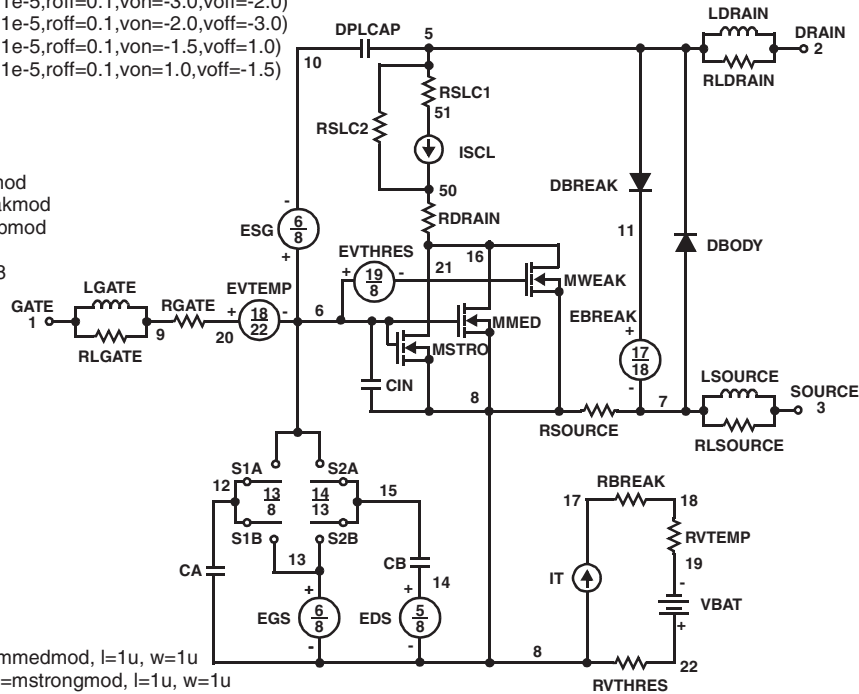 1e-5,roff=0.1,von=-3.0,voff=-2.0)
1e-5,roff=0.1,von=-2.0,voff=-3.0)
1e-5,roff=0.1,von=-1.5,voff=1.0)
1e-5,roff=0.1,von=1.0,voff=-1.5)
LDRAIN
DPLCAP 5 DRAIN
10 2
RLDRAIN
RSLC1
51
RSLC2
ISCL
DBREAK
50
RDRAIN
11
DBODY
ESG 6/8
- +
EVTHRES
+ 19/8 -
21 16
MWEAK
LGATE
EVTEMP
GATE
1
RGATE
+ 18/22 -
6
MMED
EBREAK
+
9 20
RLGATE
MSTRO
17/18
-
CIN
8
7
LSOURCE
SOURCE
3
RSOURCE
RLSOURCE
S1A S2A
12 13/8 14/13 15
S1B S2B
13
CA
CB
14
+ +
EGS 6/8 EDS 5/8
- -
RBREAK
17 18
RVTEMP
19
IT
-
VBAT
+
8
22
RVTHRES
mmedmod, l=1u, w=1u
=mstrongmod, l=1u, w=1u